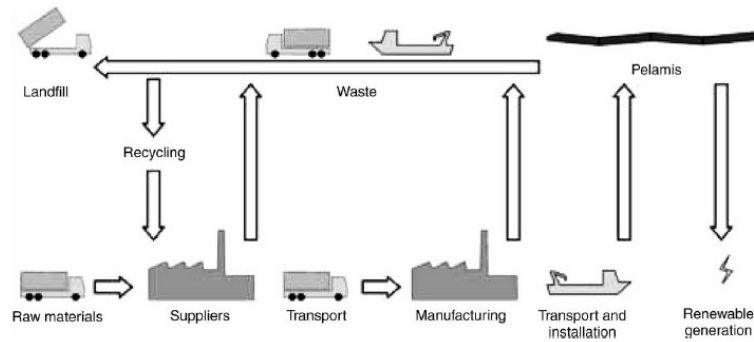 Landfill
Waste
Pelamis
Recycling
Raw materials
Suppliers
Transport
Manufacturing
Transport and
installation
Renewable
generation